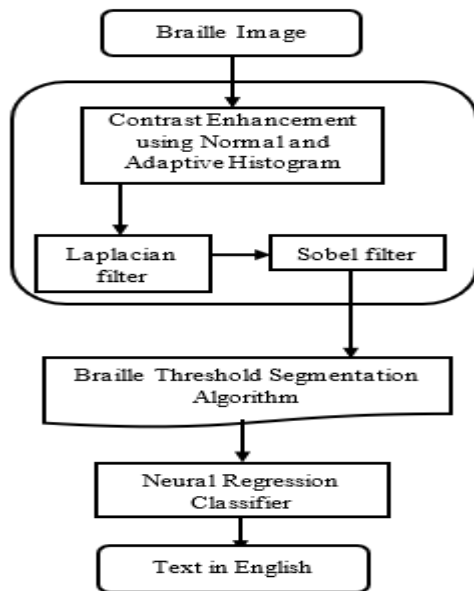 Braille Image
Contrast Enhancement
using Normal and
Adaptive Histogram
Laplacian
filter
Sobel filter
Braille Threshold Segmentation
Algorithm
Neural Regression
Classifier
Text in English